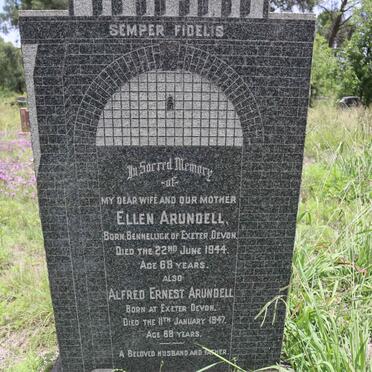 SEMPER FIDELIS
In Sacred Memory
-of-
MY DEAR WIFE AND OUR MOTHER
ELLEN ARUNDELL,
BORN BENNELLICK OF EXETER DEVON.
DIED THE 22ND JUNE 1944.
AGE 68 YEARS.
ALSO
ALFRED ERNEST ARUNDELL
BORN AT EXETER DEVON.
DIED THE 11TH JANUARY 1947.
AGE 68 YEARS.
A BELOVED HUSBAND AND FATHER.